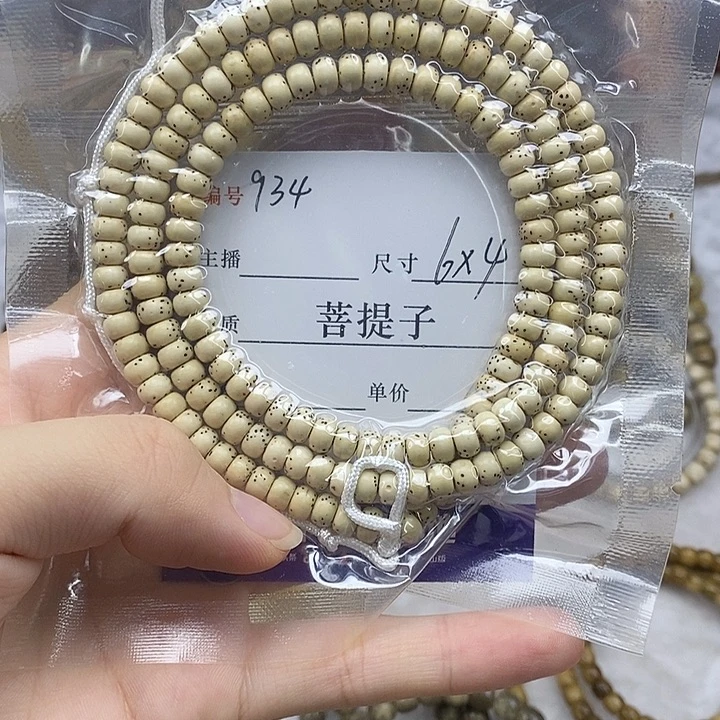 编号 934
主播 尺寸 6x4
质 菩提子
单价